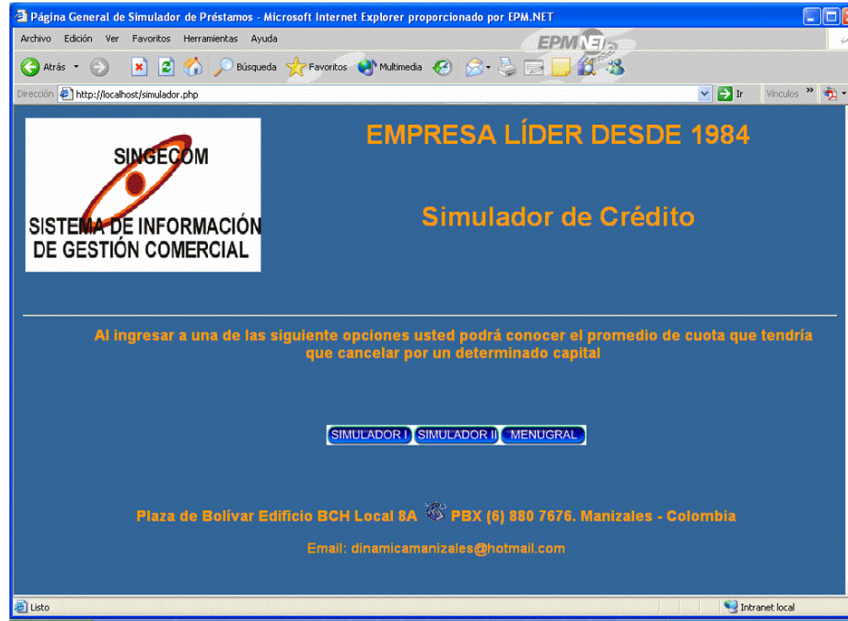 Página General de Simulador de Préstamos - Microsoft Internet Explorer proporcionado por EPM.NET
Archivo Edición Ver Favoritos Herramientas Ayuda
EPMNET
Atrás Búsqueda Favoritos Multimedia
Dirección http://localhost/simulador.php Ir Vínculos »
SINGECOM
SISTEMA DE INFORMACIÓN
DE GESTIÓN COMERCIAL
EMPRESA LÍDER DESDE 1984
Simulador de Crédito
Al ingresar a una de las siguiente opciones usted podrá conocer el promedio de cuota que tendría
que cancelar por un determinado capital
SIMULADOR I SIMULADOR II MENUGRAL
Plaza de Bolívar Edificio BCH Local 8A PBX (6) 880 7676. Manizales - Colombia
Email: dinamicamanizales@hotmail.com
Listo Intranet local